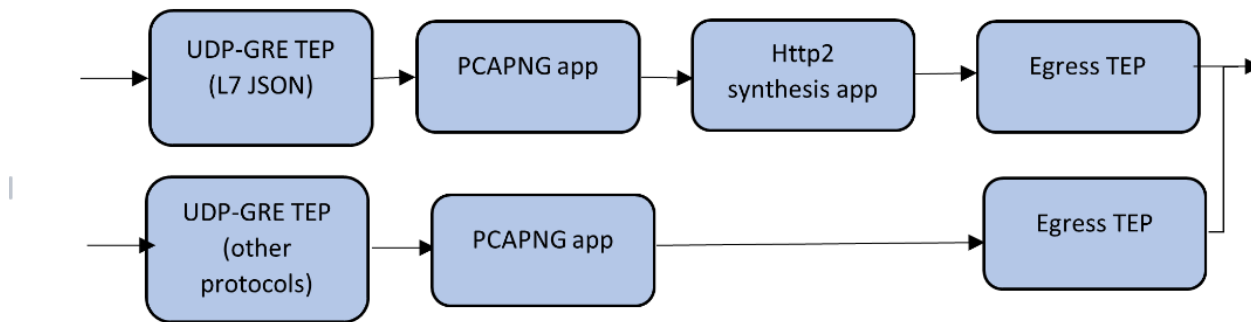 UDP-GRE TEP
(L7 JSON)
PCAPNG app
Http2
synthesis app
Egress TEP
UDP-GRE TEP
(other
protocols)
PCAPNG app
Egress TEP